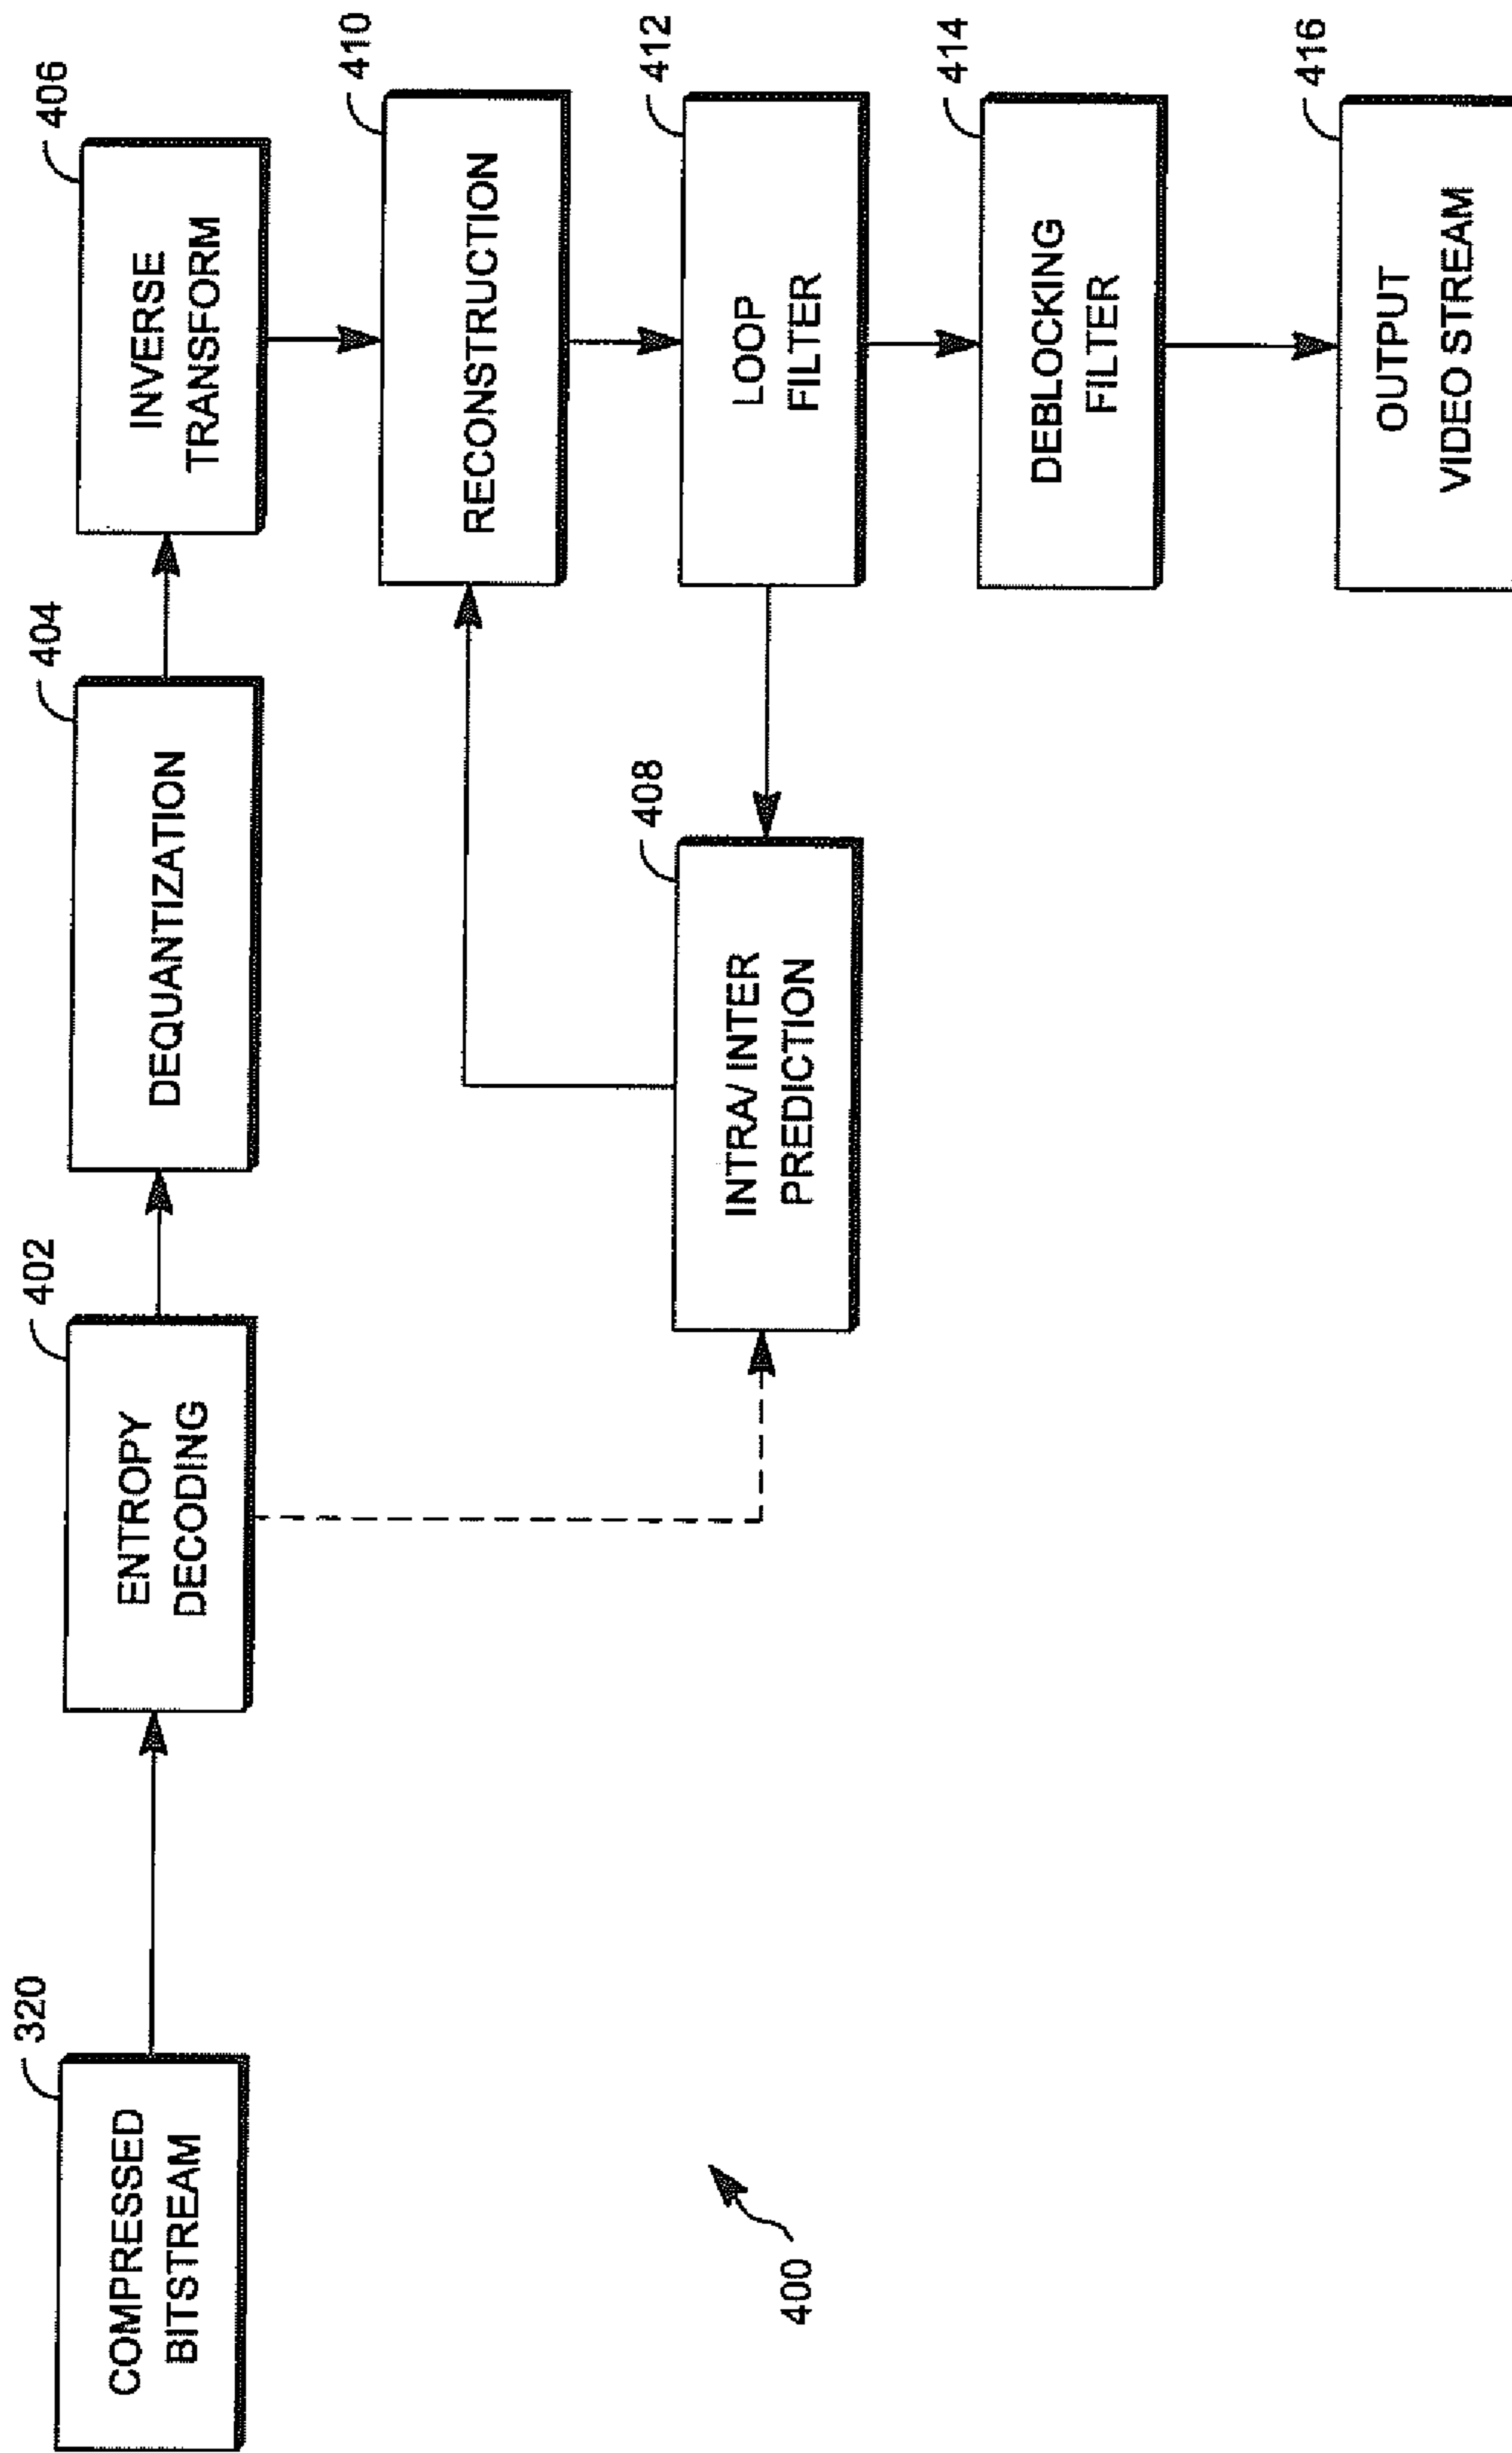 320
COMPRESSED
BITSTREAM
402
ENTROPY
DECODING
404
DEQUANTIZATION
406
INVERSE
TRANSFORM
410
RECONSTRUCTION
408
INTRA/ INTER
PREDICTION
412
LOOP
FILTER
414
DEBLOCKING
FILTER
416
OUTPUT
VIDEO STREAM
400